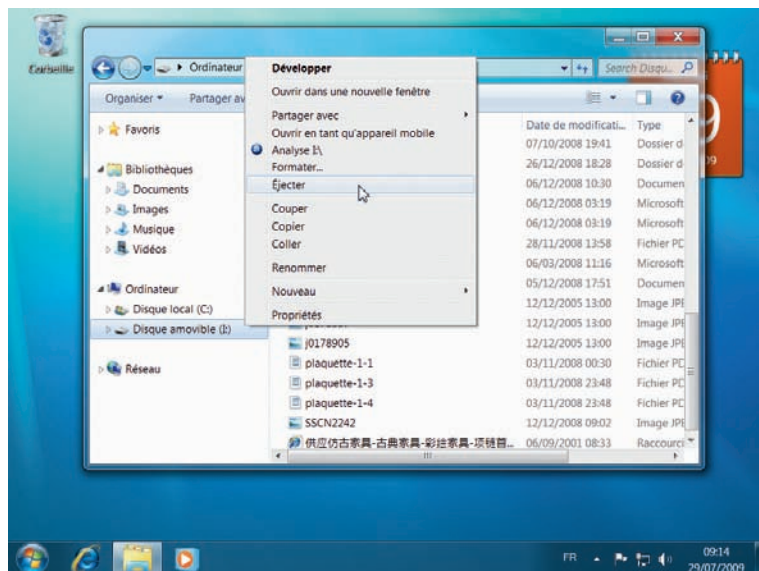 Corbeille
Ordinateur
Search Disqu...
Organiser
Partager av
Développer
Ouvrir dans une nouvelle fenêtre
Partager avec
Ouvrir en tant qu'appareil mobile
Analyse I:\
Formater...
Éjecter
Couper
Copier
Coller
Renommer
Nouveau
Propriétés
Favoris
Bibliothèques
Documents
Images
Musique
Vidéos
Ordinateur
Disque local (C:)
Disque amovible (I:)
Réseau
Date de modificati... Type
07/10/2008 19:41 Dossier d
26/12/2008 18:28 Dossier d
06/12/2008 10:30 Documen
06/12/2008 03:19 Microsoft
06/12/2008 03:19 Microsoft
28/11/2008 13:58 Fichier PD
06/03/2008 11:16 Microsoft
05/12/2008 17:51 Documen
12/12/2005 13:00 Image JPE
12/12/2005 13:00 Image JPE
j0178905 12/12/2005 13:00 Image JPE
plaquette-1-1 03/11/2008 00:30 Fichier PD
plaquette-1-3 03/11/2008 23:48 Fichier PD
plaquette-1-4 03/11/2008 23:48 Fichier PD
SSCN2242 12/12/2008 09:02 Image JPE
供应仿古家具-古典家具-彩绘家具-项链首... 06/09/2001 08:33 Raccourci
9
09
FR
09:14
29/07/2009